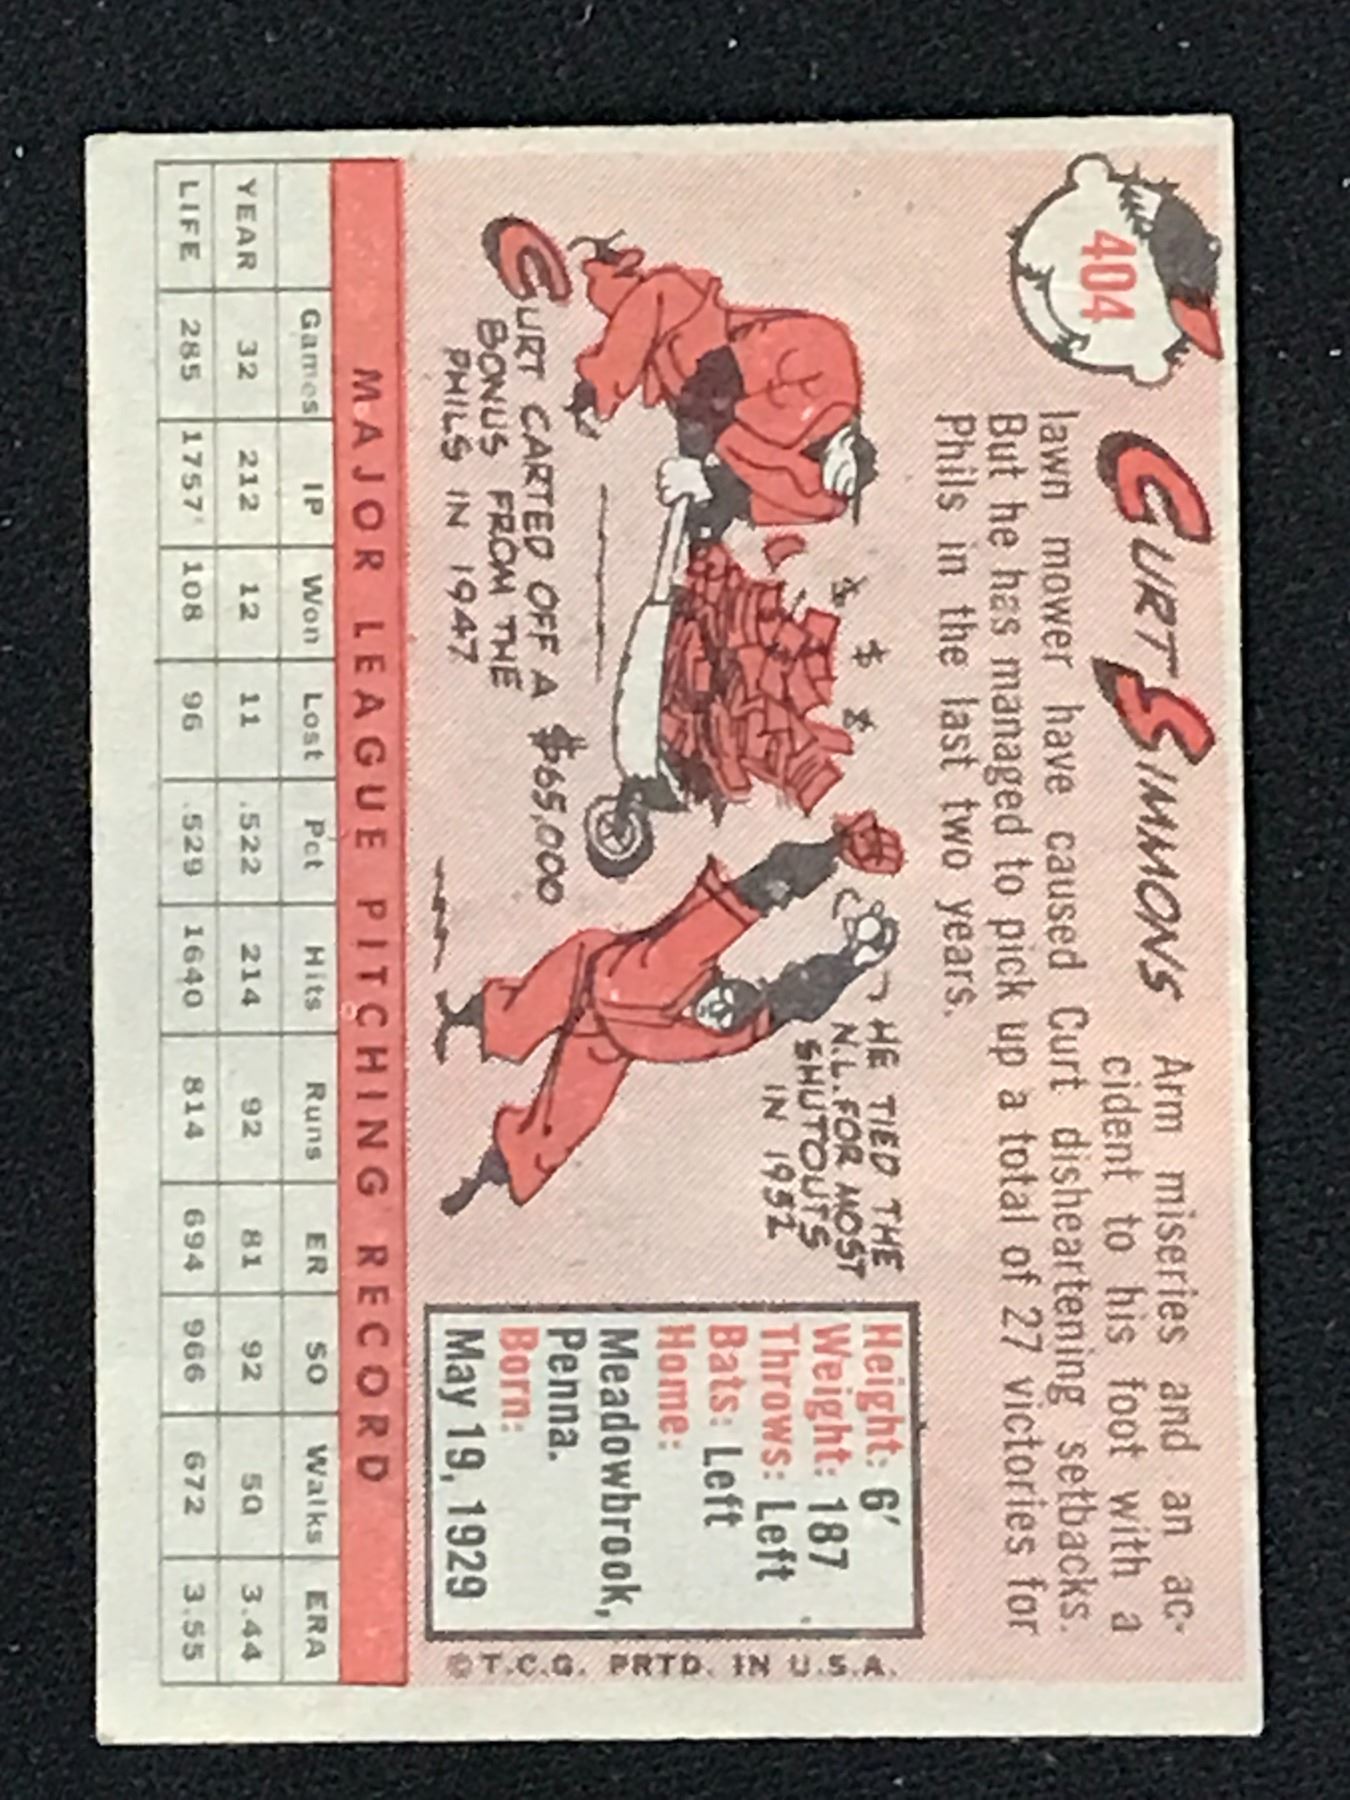 404
CURT SIMMONS
Arm miseries and an ac-
cident to his foot with a
lawn mower have caused Curt disheartening setbacks.
But he has managed to pick up a total of 27 victories for
Phils in the last two years.
CURT CARTED OFF A $65,000
BONUS FROM THE
PHILS IN 1947
HE TIED THE
N.L. FOR MOST
SHUTOUTS
IN 1952
Height: 6'
Weight: 187
Throws: Left
Bats: Left
Home:
Meadowbrook,
Penna.
Born:
May 19, 1929
© T.C.G. PRTD. IN U.S.A.
MAJOR LEAGUE PITCHING RECORD
Games IP Won Lost Pct Hits Runs ER SO Walks ERA
YEAR 32 212 12 11 .522 214 92 81 92 50 3.44
LIFE 285 1757 108 96 .529 1640 814 694 966 672 3.55